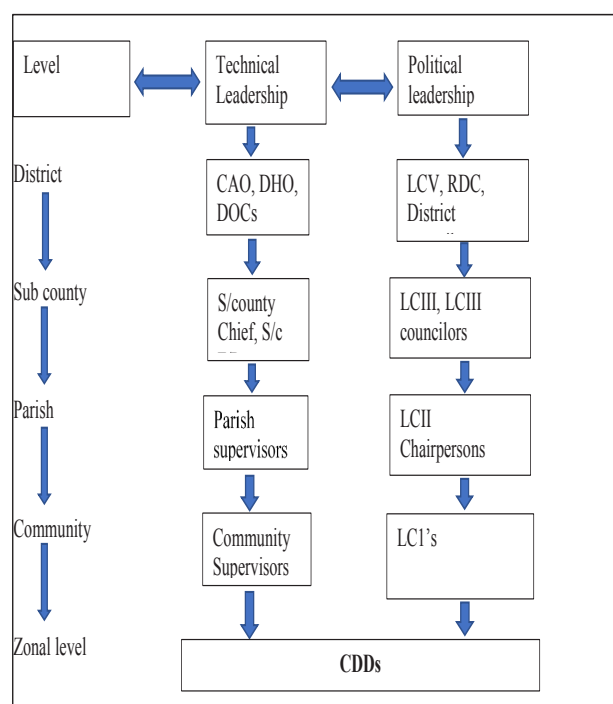 Level
Technical
Leadership
Political
leadership
District
CAO, DHO,
DOCs
LCV, RDC,
District
Sub county
S/county
Chief, S/c
LCIII, LCIII
councilors
Parish
Parish
supervisors
LCII
Chairpersons
Community
Community
Supervisors
LC1’s
Zonal level
CDDs